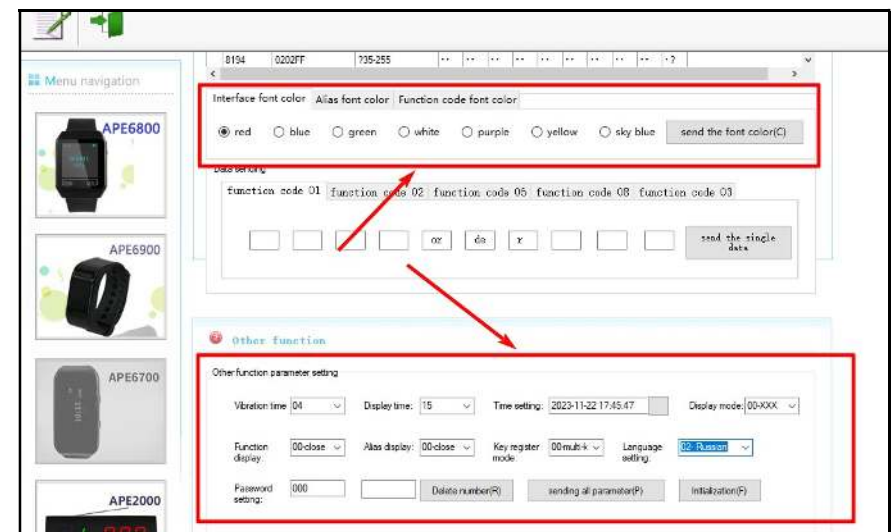 8194 0202FF 735-255 ·· ·· ·· ·· ·· ·· ·· ·· ·· ·?
Menu navigation
Interface font color Alias font color Function code font color
APE6800
red blue green white purple yellow sky blue send the font color(C)
Data sending
function code 01 function code 02 function code 05 function code 08 function code 03
or de r send the single
data
APE6900
Other function
APE6700
Other function parameter setting
Vibration time 04 Display time: 15 Time setting: 2023-11-22 17:45:47 Display mode: 00-XXX
Function
display: 00-close Alias display: 00-close Key register
mode: 00-mult-k Language
setting: 02- Russian
Password
setting: 000 Delete number(R) sending all parameter(P) Initialization(F)
APE2000